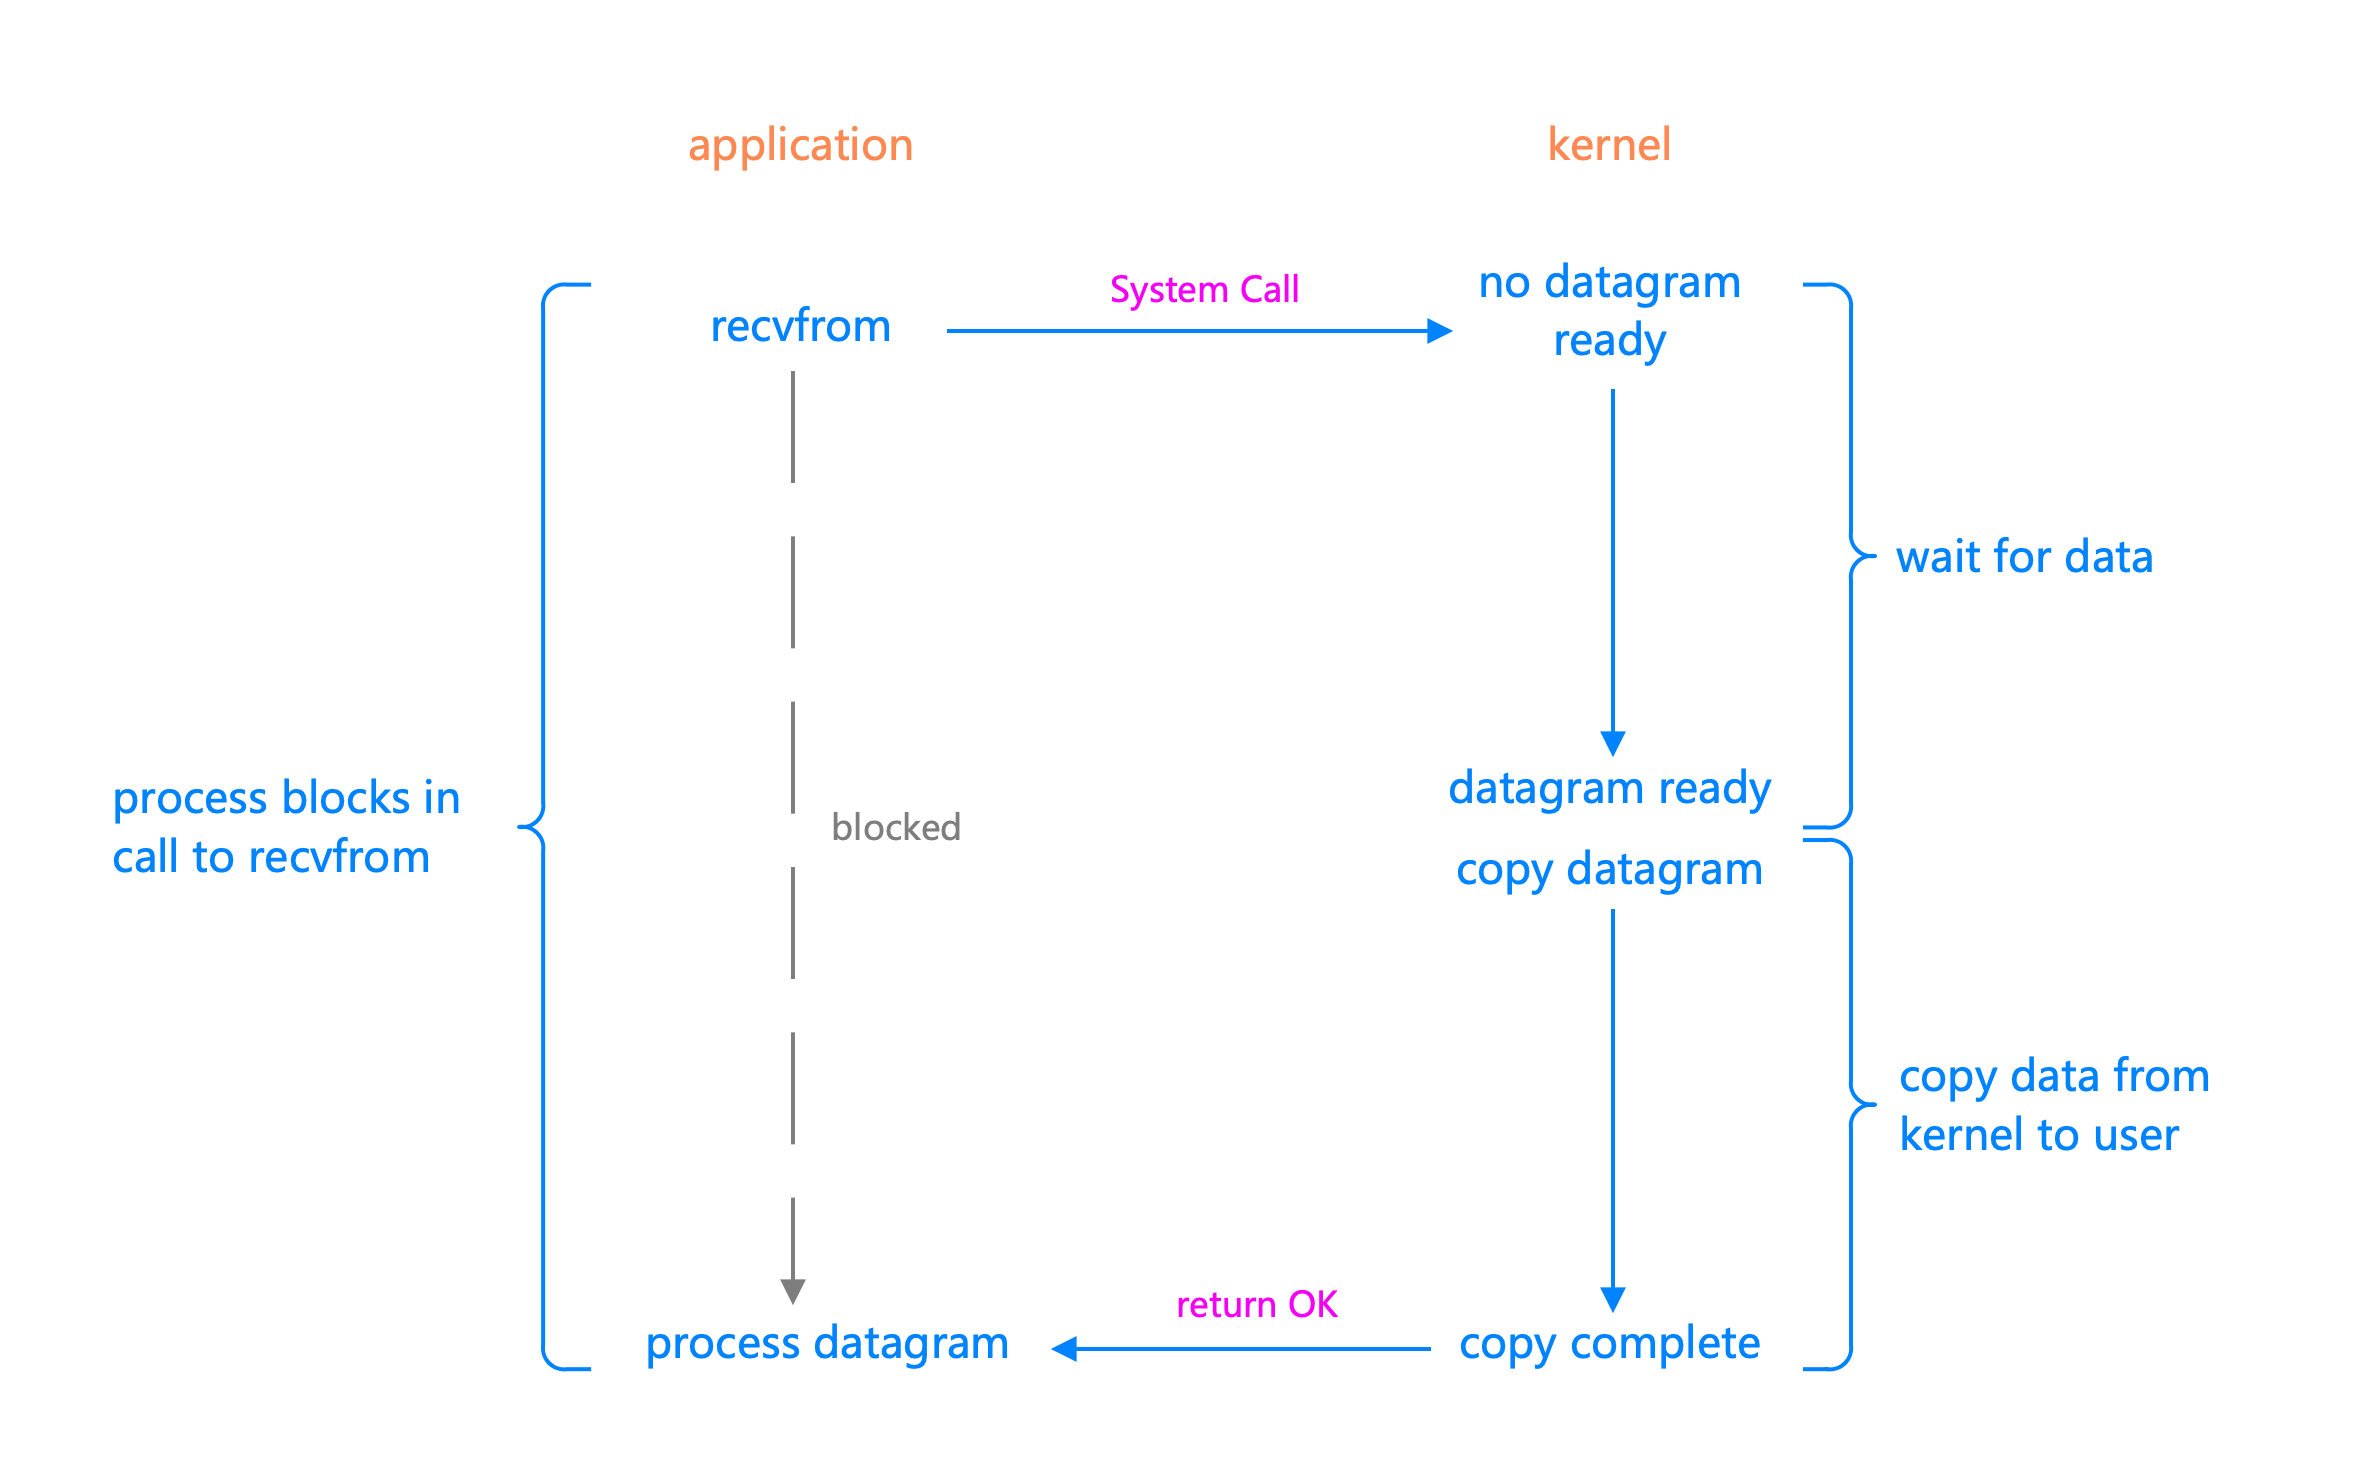 application
kernel
recvfrom
System Call
no datagram
ready
wait for data
process blocks in
call to recvfrom
blocked
datagram ready
copy datagram
copy data from
kernel to user
process datagram
return OK
copy complete